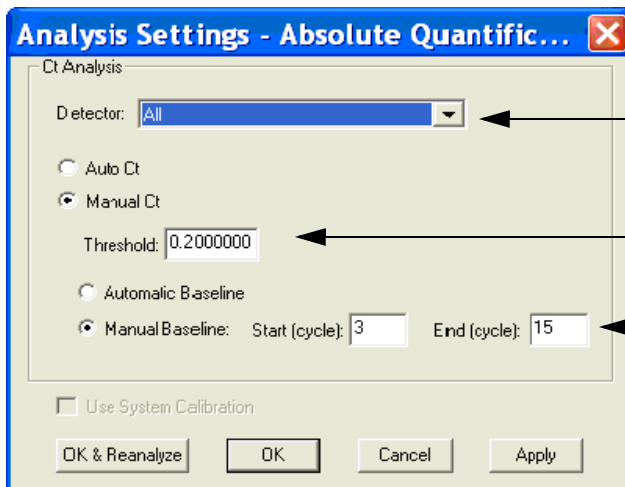 Analysis Settings - Absolute Quantific...
Ct Analysis
Detector: All
Auto Ct
Manual Ct
Threshold: 0.2000000
Automatic Baseline
Manual Baseline: Start (cycle): 3 End (cycle): 15
Use System Calibration
OK & Reanalyze OK Cancel Apply